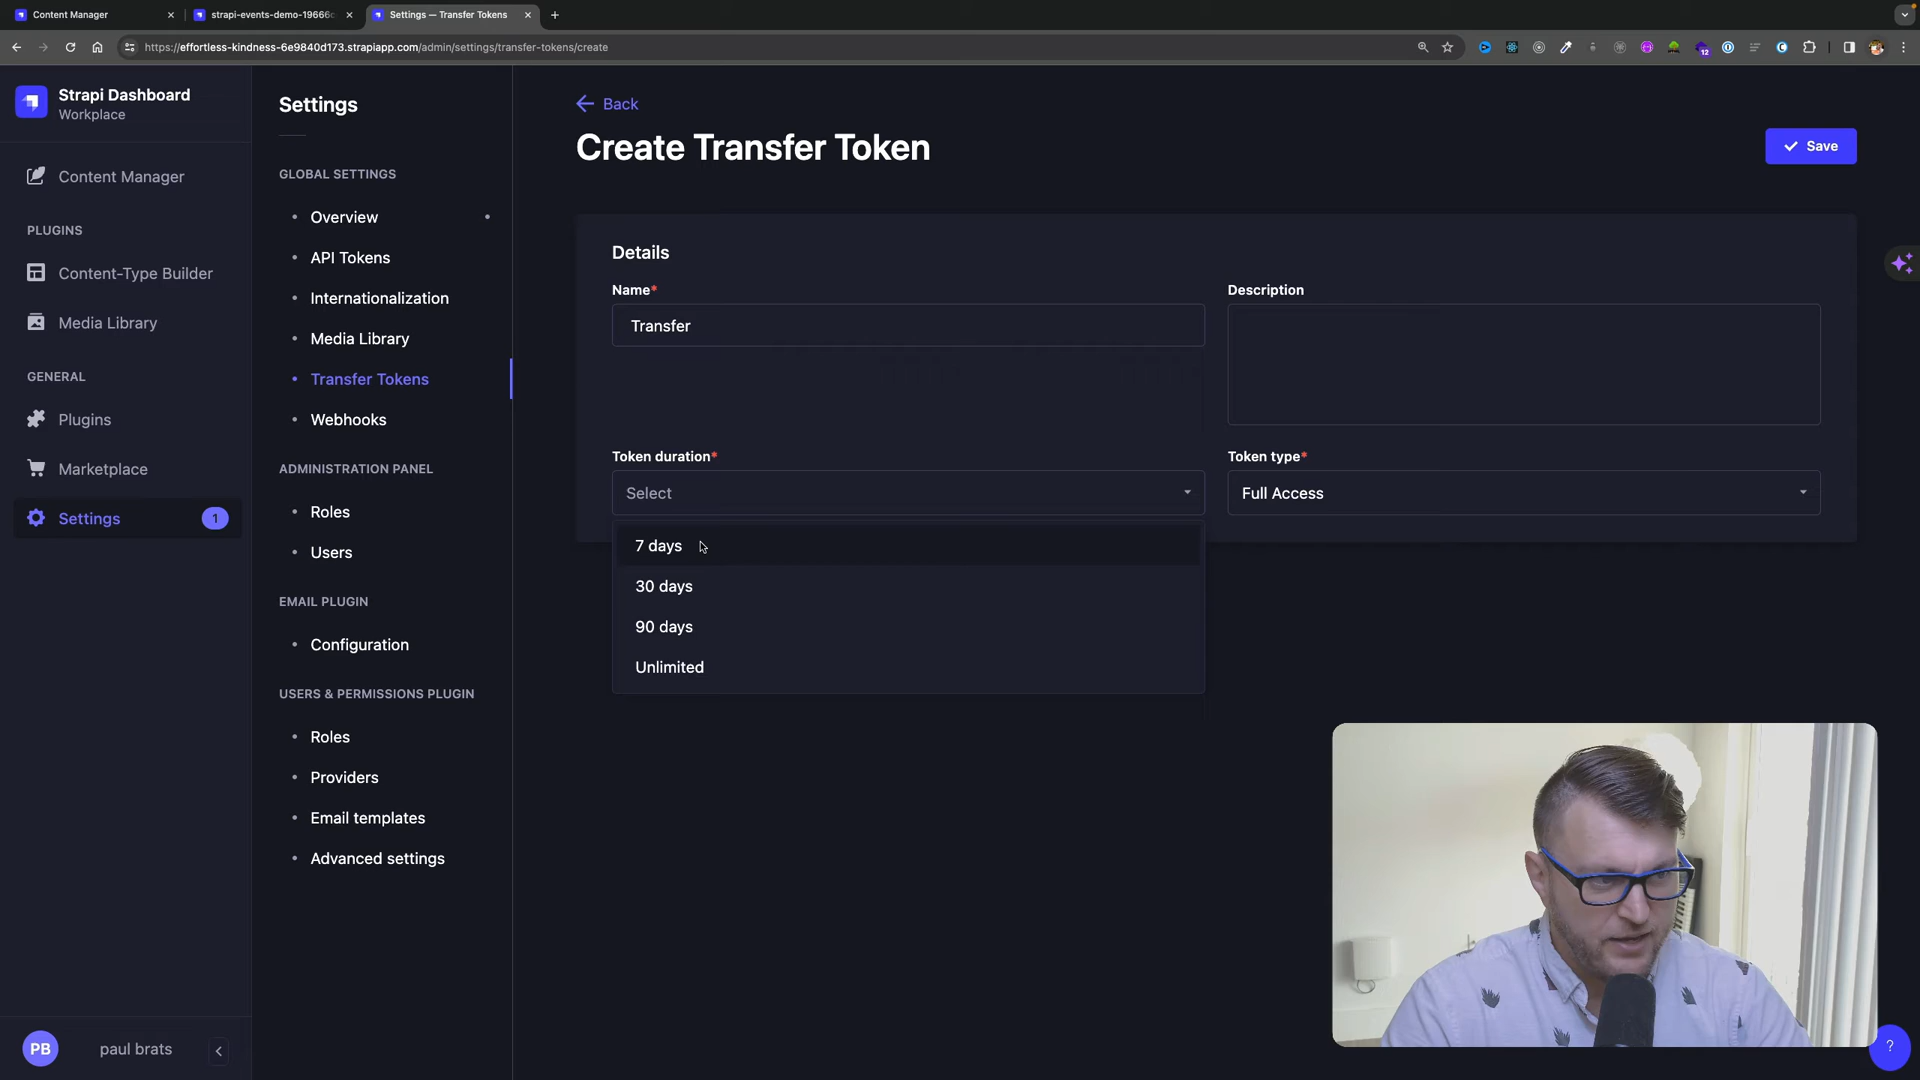 Content Manager
strapi-events-demo-19666
Settings — Transfer Tokens
https://effortless-kindness-6e9840d173.strapiapp.com/admin/settings/transfer-tokens/create
12
Strapi Dashboard
Workplace
Content Manager
PLUGINS
Content-Type Builder
Media Library
GENERAL
Plugins
Marketplace
Settings
1
PB
paul brats
Settings
GLOBAL SETTINGS
Overview
API Tokens
Internationalization
Media Library
Transfer Tokens
Webhooks
ADMINISTRATION PANEL
Roles
Users
EMAIL PLUGIN
Configuration
USERS & PERMISSIONS PLUGIN
Roles
Providers
Email templates
Advanced settings
Back
Create Transfer Token
Save
Details
Name*
Transfer
Description
Token duration*
Select
7 days
30 days
90 days
Unlimited
Token type*
Full Access
?